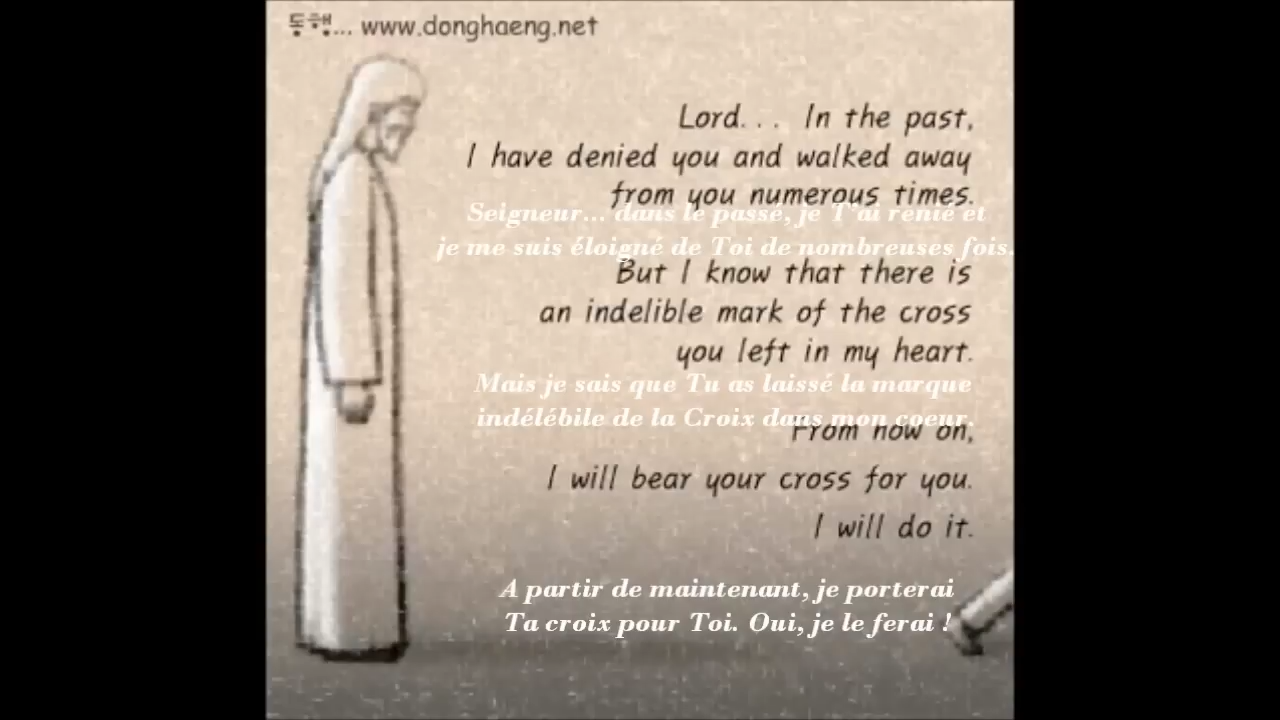 동행... www.donghaeng.net
Lord... In the past,
I have denied you and walked away
from you numerous times.
Seigneur... dans le passé, je T'ai renié et
je me suis éloigné de Toi de nombreuses fois.
But I know that there is
an indelible mark of the cross
you left in my heart.
Mais je sais que Tu as laissé la marque
indélébile de la Croix dans mon coeur.
From now on,
I will bear your cross for you.
I will do it.
A partir de maintenant, je porterai
Ta croix pour Toi. Oui, je le ferai !